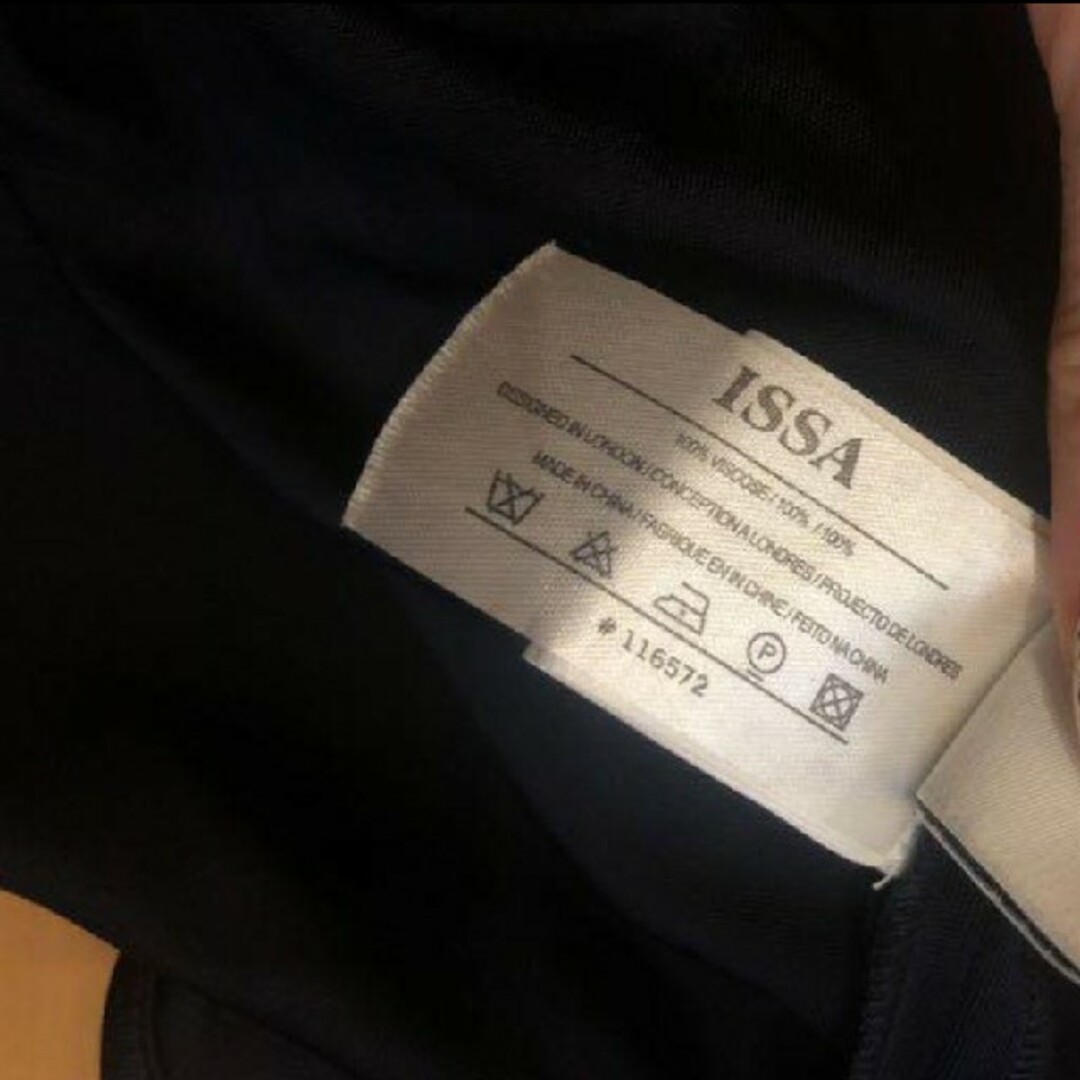 ISSA
100% VISCOSE / 100% / 100%
DESIGNED IN LONDON / CONCEPTION A LONDRES / PROJECTO DE LONDRES
MADE IN CHINA / FABRIQUE EN IN CHINE / FEITO NA CHINA
P
#116572